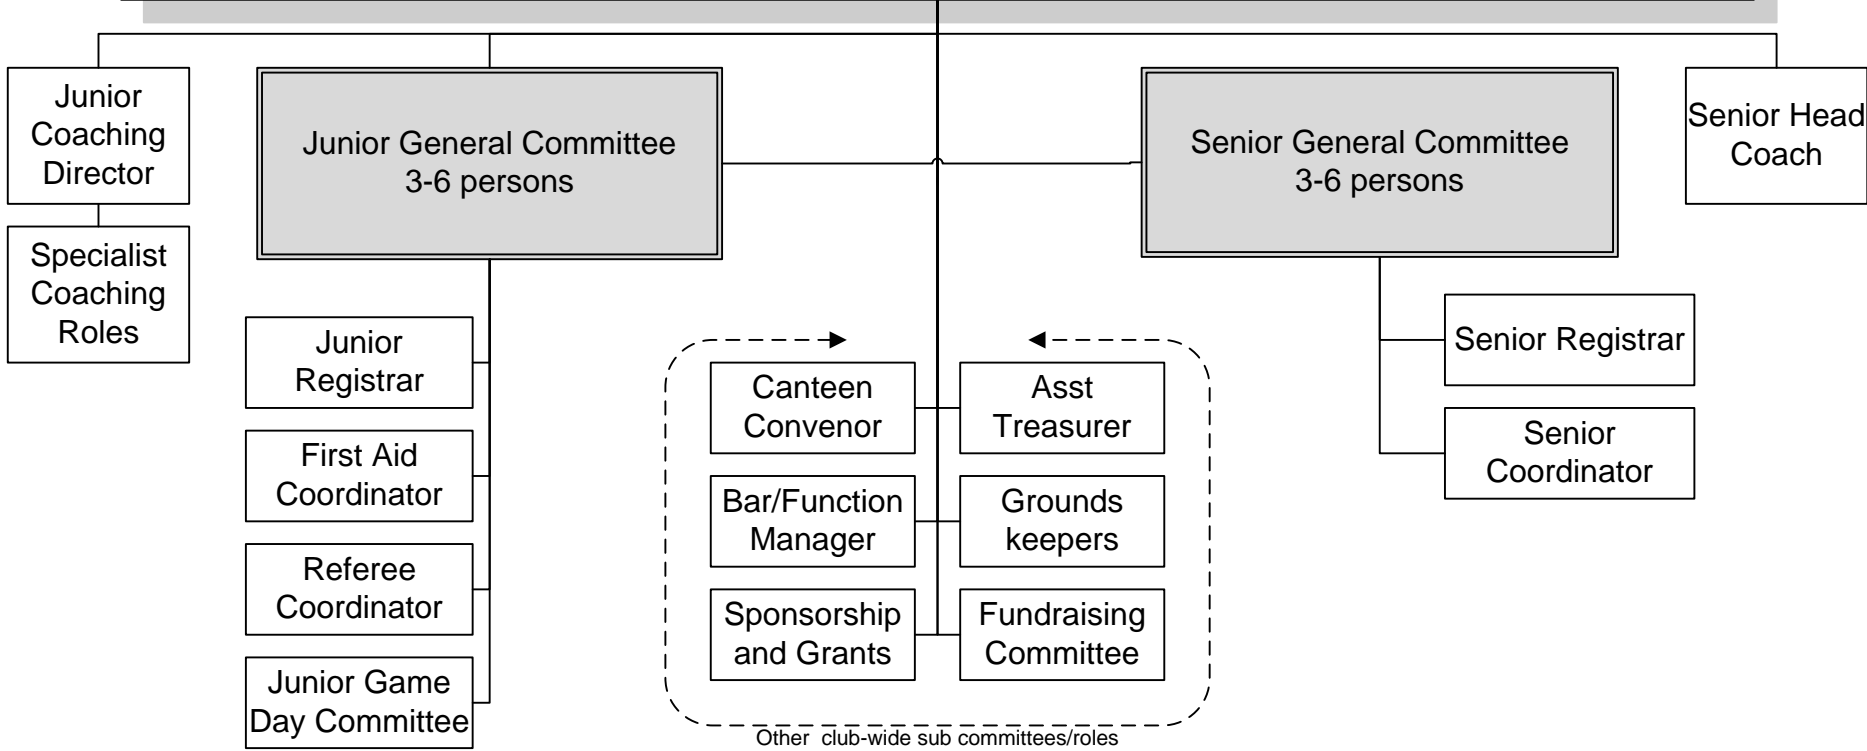 Junior
Coaching
Director
Junior General Committee
3-6 persons
Senior General Committee
3-6 persons
Senior Head
Coach
Specialist
Coaching
Roles
Junior
Registrar
First Aid
Coordinator
Referee
Coordinator
Junior Game
Day Committee
Canteen
Convenor
Asst
Treasurer
Bar/Function
Manager
Grounds
keepers
Sponsorship
and Grants
Fundraising
Committee
Other club-wide sub committees/roles
Senior Registrar
Senior
Coordinator